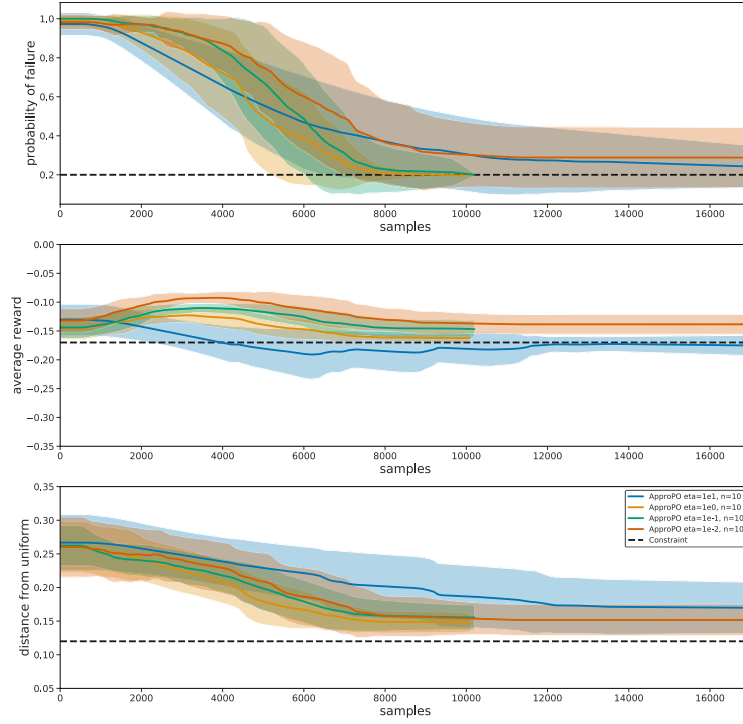 1.0
0.8
0.6
0.4
0.2
probability of failure
0 2000 4000 6000 8000 10000 12000 14000 16000
samples
0.00
−0.05
−0.10
−0.15
−0.20
−0.25
−0.30
−0.35
average reward
0 2000 4000 6000 8000 10000 12000 14000 16000
samples
0.35
0.30
0.25
0.20
0.15
0.10
0.05
distance from uniform
ApproPO eta=1e1, n=10
ApproPO eta=1e0, n=10
ApproPO eta=1e-1, n=10
ApproPO eta=1e-2, n=10
Constraint
0 2000 4000 6000 8000 10000 12000 14000 16000
samples